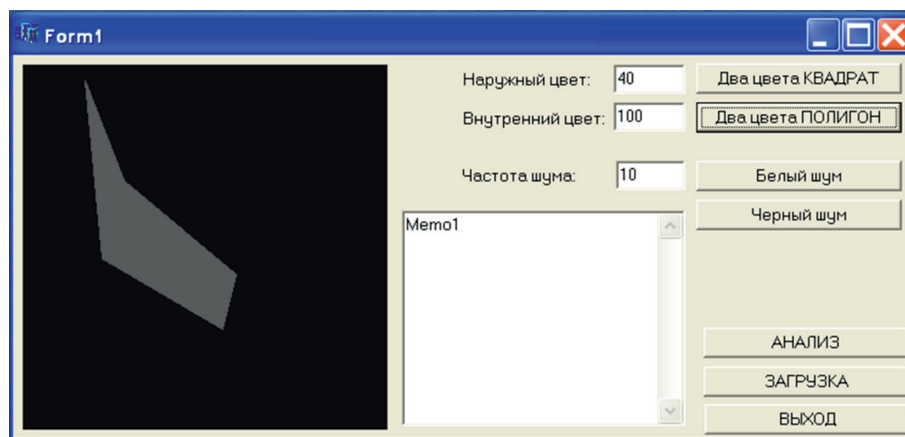 Form1
Наружный цвет: 40
Два цвета КВАДРАТ
Внутренний цвет: 100
Два цвета ПОЛИГОН
Частота шума: 10
Белый шум
Memo1
Черный шум
АНАЛИЗ
ЗАГРУЗКА
ВЫХОД